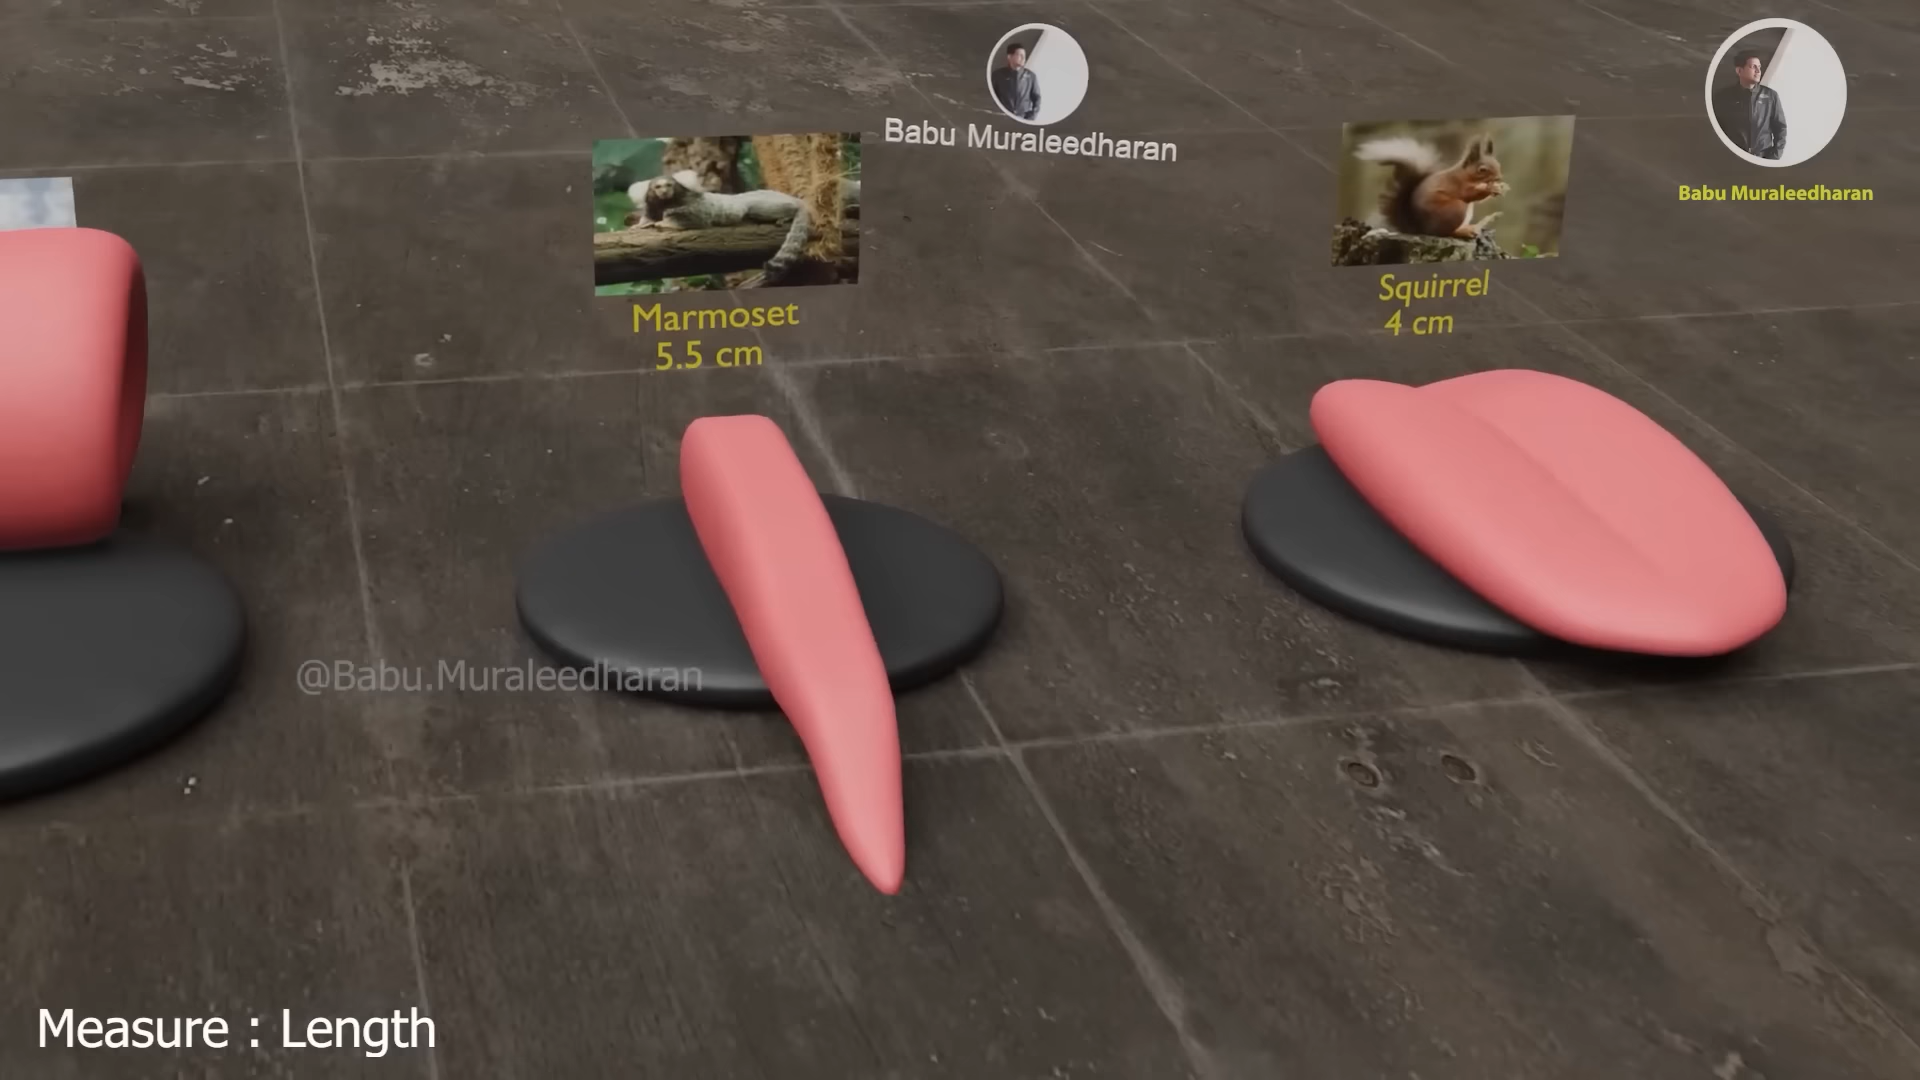 Babu Muraleedharan
Babu Muraleedharan
Marmoset
5.5 cm
Squirrel
4 cm
@Babu.Muraleedharan
Measure : Length